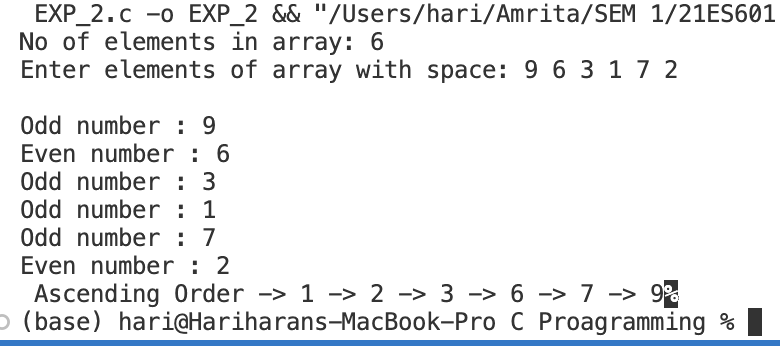 EXP_2.c -o EXP_2 && "/Users/hari/Amrita/SEM 1/21ES601
No of elements in array: 6
Enter elements of array with space: 9 6 3 1 7 2
Odd number : 9
Even number : 6
Odd number : 3
Odd number : 1
Odd number : 7
Even number : 2
Ascending Order -> 1 -> 2 -> 3 -> 6 -> 7 -> 9%
(base) hari@Hariharans-MacBook-Pro C Proagramming %